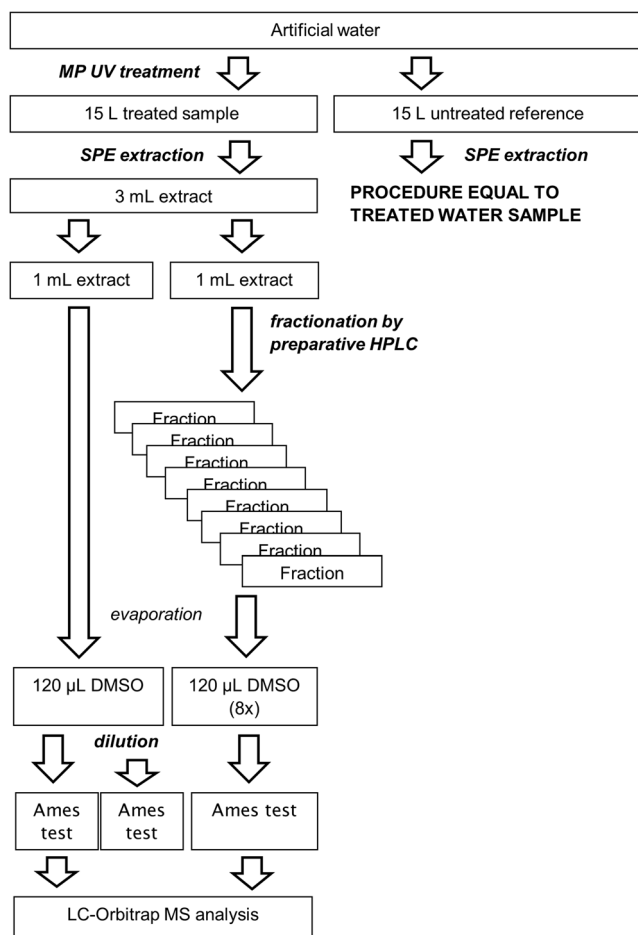 Artificial water
MP UV treatment
15 L treated sample
15 L untreated reference
SPE extraction
SPE extraction
3 mL extract
PROCEDURE EQUAL TO
TREATED WATER SAMPLE
1 mL extract
1 mL extract
fractionation by
preparative HPLC
Fraction
Fraction
Fraction
Fraction
Fraction
Fraction
Fraction
Fraction
evaporation
120 µL DMSO
120 µL DMSO
(8x)
dilution
Ames
test
Ames
test
Ames test
LC-Orbitrap MS analysis